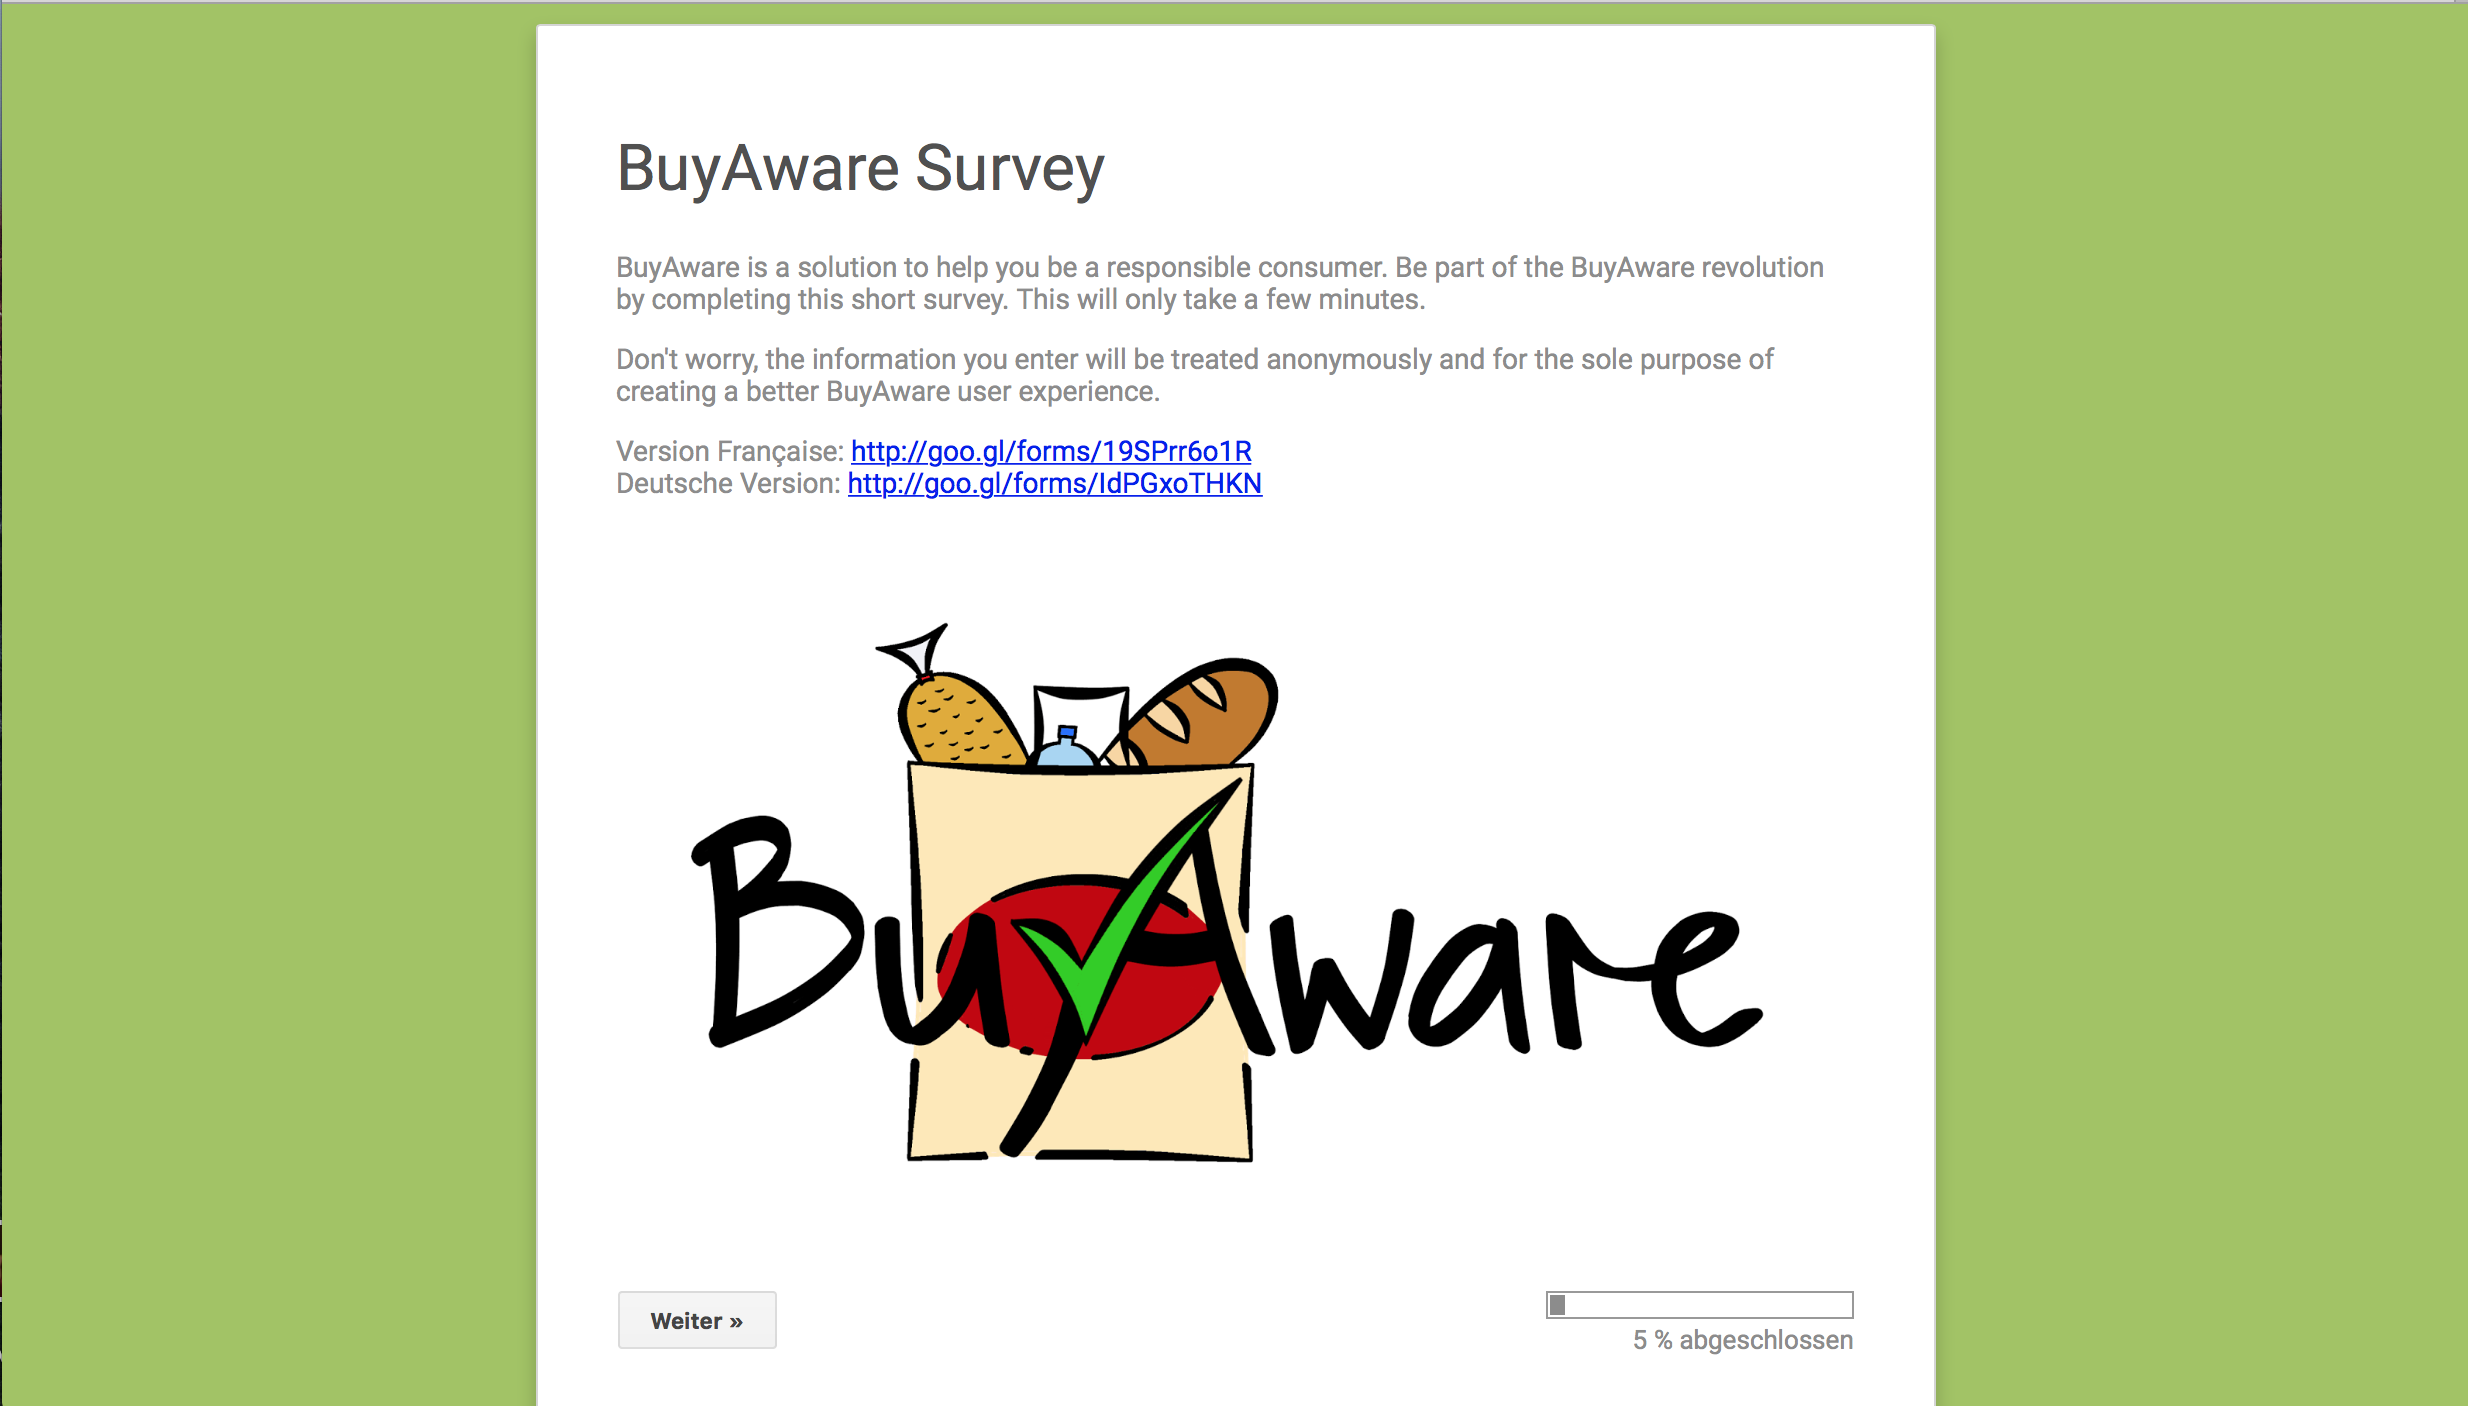 BuyAware Survey
BuyAware is a solution to help you be a responsible consumer. Be part of the BuyAware revolution
by completing this short survey. This will only take a few minutes.
Don't worry, the information you enter will be treated anonymously and for the sole purpose of
creating a better BuyAware user experience.
Version Française: http://goo.gl/forms/19SPrr6o1R
Deutsche Version: http://goo.gl/forms/IdPGxoTHKN
BuyAware
Weiter »
5 % abgeschlossen